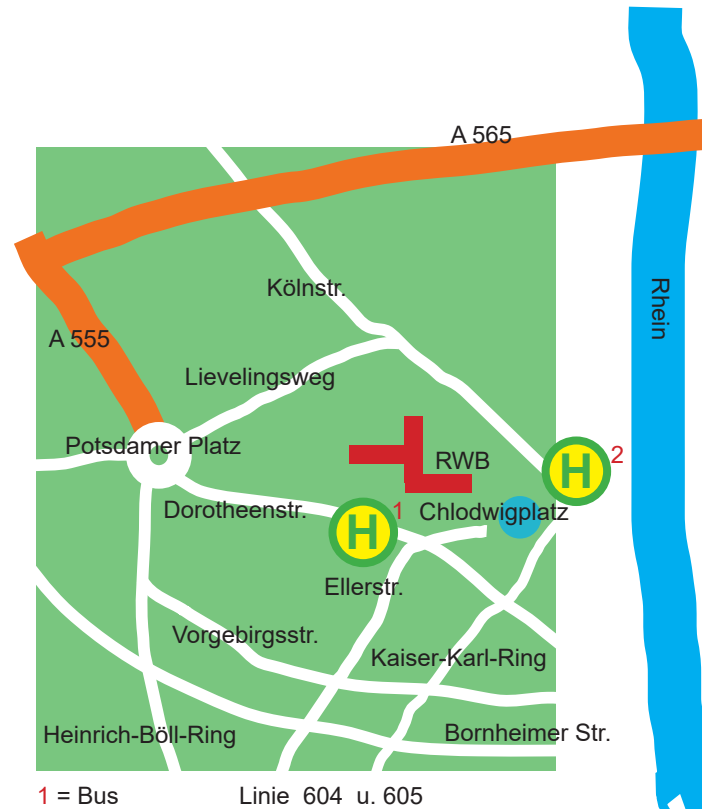 A 565
Kölnstr.
Rhein
A 555
Lievelingsweg
Potsdamer Platz
RWB
H 2
Dorotheenstr.
H 1
Chlodwigplatz
Ellerstr.
Vorgebirgsstr.
Kaiser-Karl-Ring
Heinrich-Böll-Ring
Bornheimer Str.
1 = Bus Linie 604 u. 605